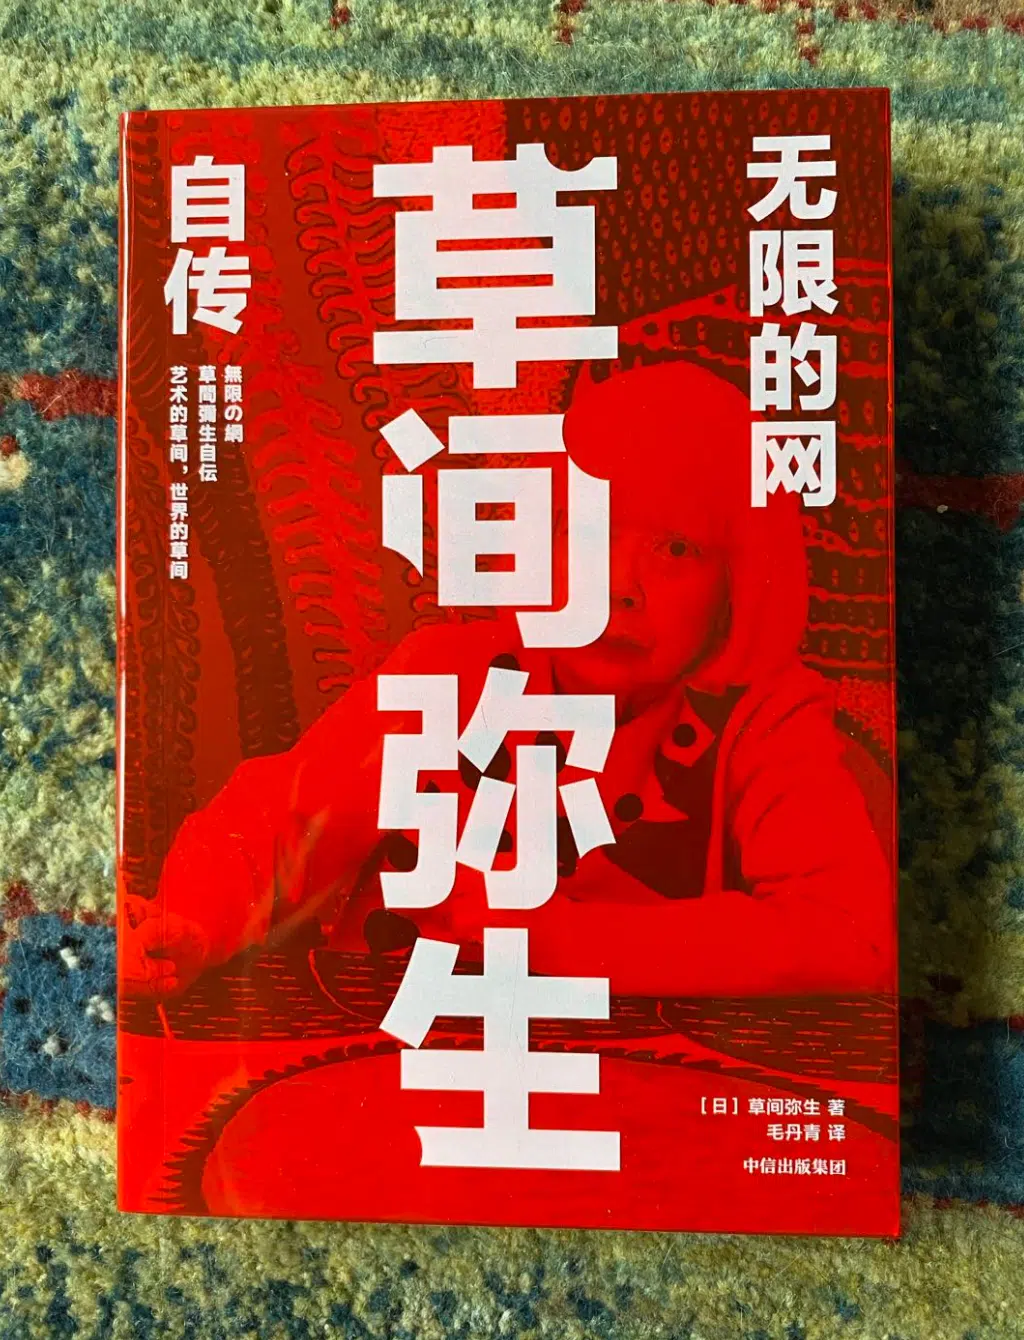 无限的网
草间弥生
自传
無限の網
草間彌生自伝
艺术的草间，世界的草间
［日］草间弥生 著
毛丹青 译
中信出版集团